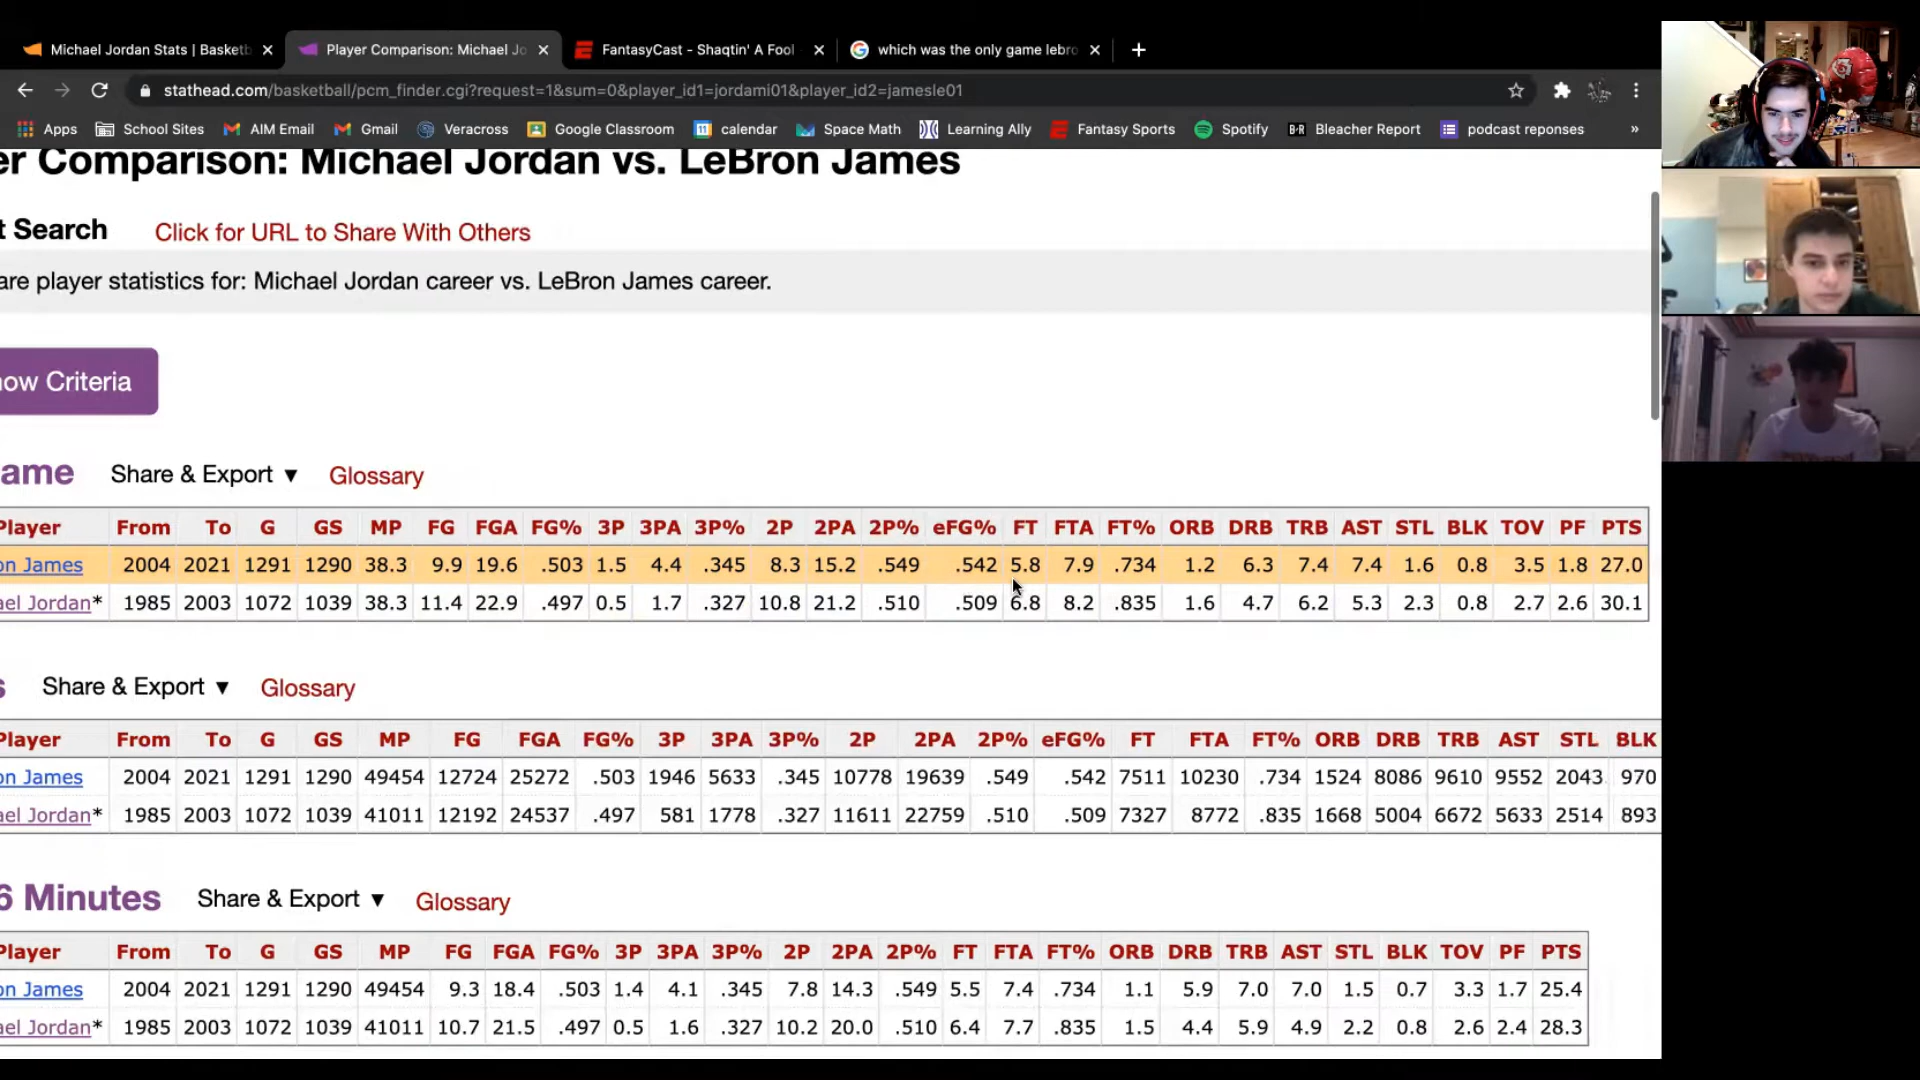 Michael Jordan Stats | Basketb
Player Comparison: Michael Jo
FantasyCast - Shaqtin' A Fool
which was the only game lebro
stathead.com/basketball/pcm_finder.cgi?request=1&sum=0&player_id1=jordami01&player_id2=jamesle01
Apps School Sites AIM Email Gmail Veracross Google Classroom calendar Space Math Learning Ally Fantasy Sports Spotify B·R Bleacher Report podcast reponses »
er Comparison: Michael Jordan vs. LeBron James
t Search Click for URL to Share With Others
are player statistics for: Michael Jordan career vs. LeBron James career.
how Criteria
ame Share & Export ▼ Glossary
Player From To G GS MP FG FGA FG% 3P 3PA 3P% 2P 2PA 2P% eFG% FT FTA FT% ORB DRB TRB AST STL BLK TOV PF PTS
on James 2004 2021 1291 1290 38.3 9.9 19.6 .503 1.5 4.4 .345 8.3 15.2 .549 .542 5.8 7.9 .734 1.2 6.3 7.4 7.4 1.6 0.8 3.5 1.8 27.0
ael Jordan* 1985 2003 1072 1039 38.3 11.4 22.9 .497 0.5 1.7 .327 10.8 21.2 .510 .509 6.8 8.2 .835 1.6 4.7 6.2 5.3 2.3 0.8 2.7 2.6 30.1
s Share & Export ▼ Glossary
Player From To G GS MP FG FGA FG% 3P 3PA 3P% 2P 2PA 2P% eFG% FT FTA FT% ORB DRB TRB AST STL BLK
on James 2004 2021 1291 1290 49454 12724 25272 .503 1946 5633 .345 10778 19639 .549 .542 7511 10230 .734 1524 8086 9610 9552 2043 970
ael Jordan* 1985 2003 1072 1039 41011 12192 24537 .497 581 1778 .327 11611 22759 .510 .509 7327 8772 .835 1668 5004 6672 5633 2514 893
6 Minutes Share & Export ▼ Glossary
Player From To G GS MP FG FGA FG% 3P 3PA 3P% 2P 2PA 2P% FT FTA FT% ORB DRB TRB AST STL BLK TOV PF PTS
on James 2004 2021 1291 1290 49454 9.3 18.4 .503 1.4 4.1 .345 7.8 14.3 .549 5.5 7.4 .734 1.1 5.9 7.0 7.0 1.5 0.7 3.3 1.7 25.4
ael Jordan* 1985 2003 1072 1039 41011 10.7 21.5 .497 0.5 1.6 .327 10.2 20.0 .510 6.4 7.7 .835 1.5 4.4 5.9 4.9 2.2 0.8 2.6 2.4 28.3